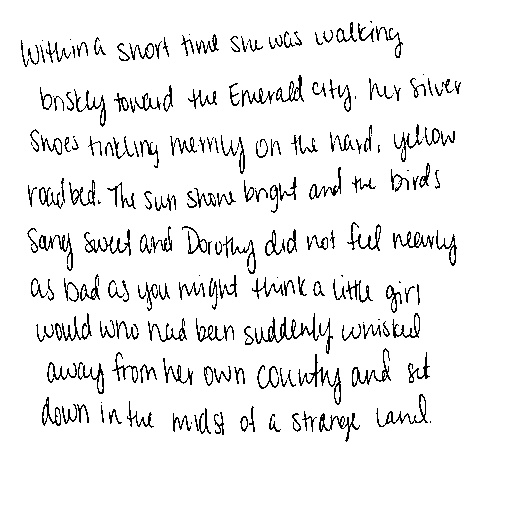 Within a short time she was walking
briskly toward the Emerald City. her Silver
Shoes tinkling merrily on the hard, yellow
roadbed. The sun shone bright and the birds
Sang sweet and Dorothy did not feel nearly
as bad as you might think a little girl
would who had been suddenly whisked
away from her own country and set
down in the midst of a strange land.